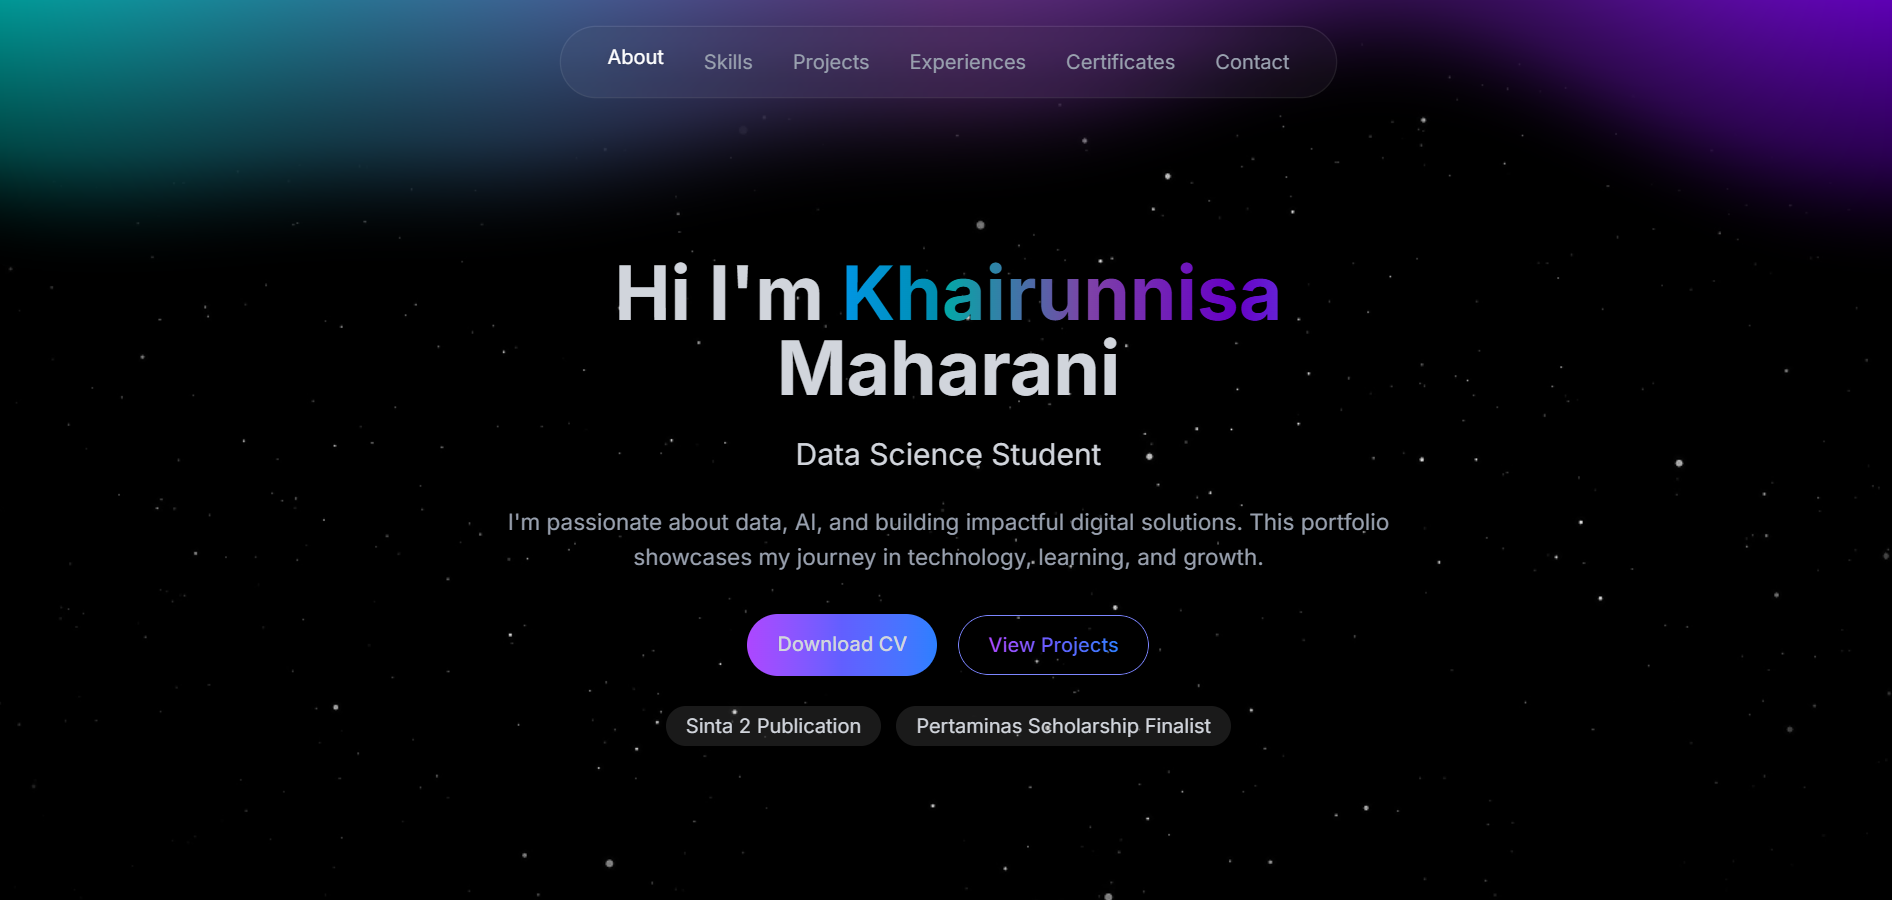 About Skills Projects Experiences Certificates Contact
Hi I'm Khairunnisa
Maharani
Data Science Student
I'm passionate about data, AI, and building impactful digital solutions. This portfolio
showcases my journey in technology, learning, and growth.
Download CV View Projects
Sinta 2 Publication Pertaminas Scholarship Finalist